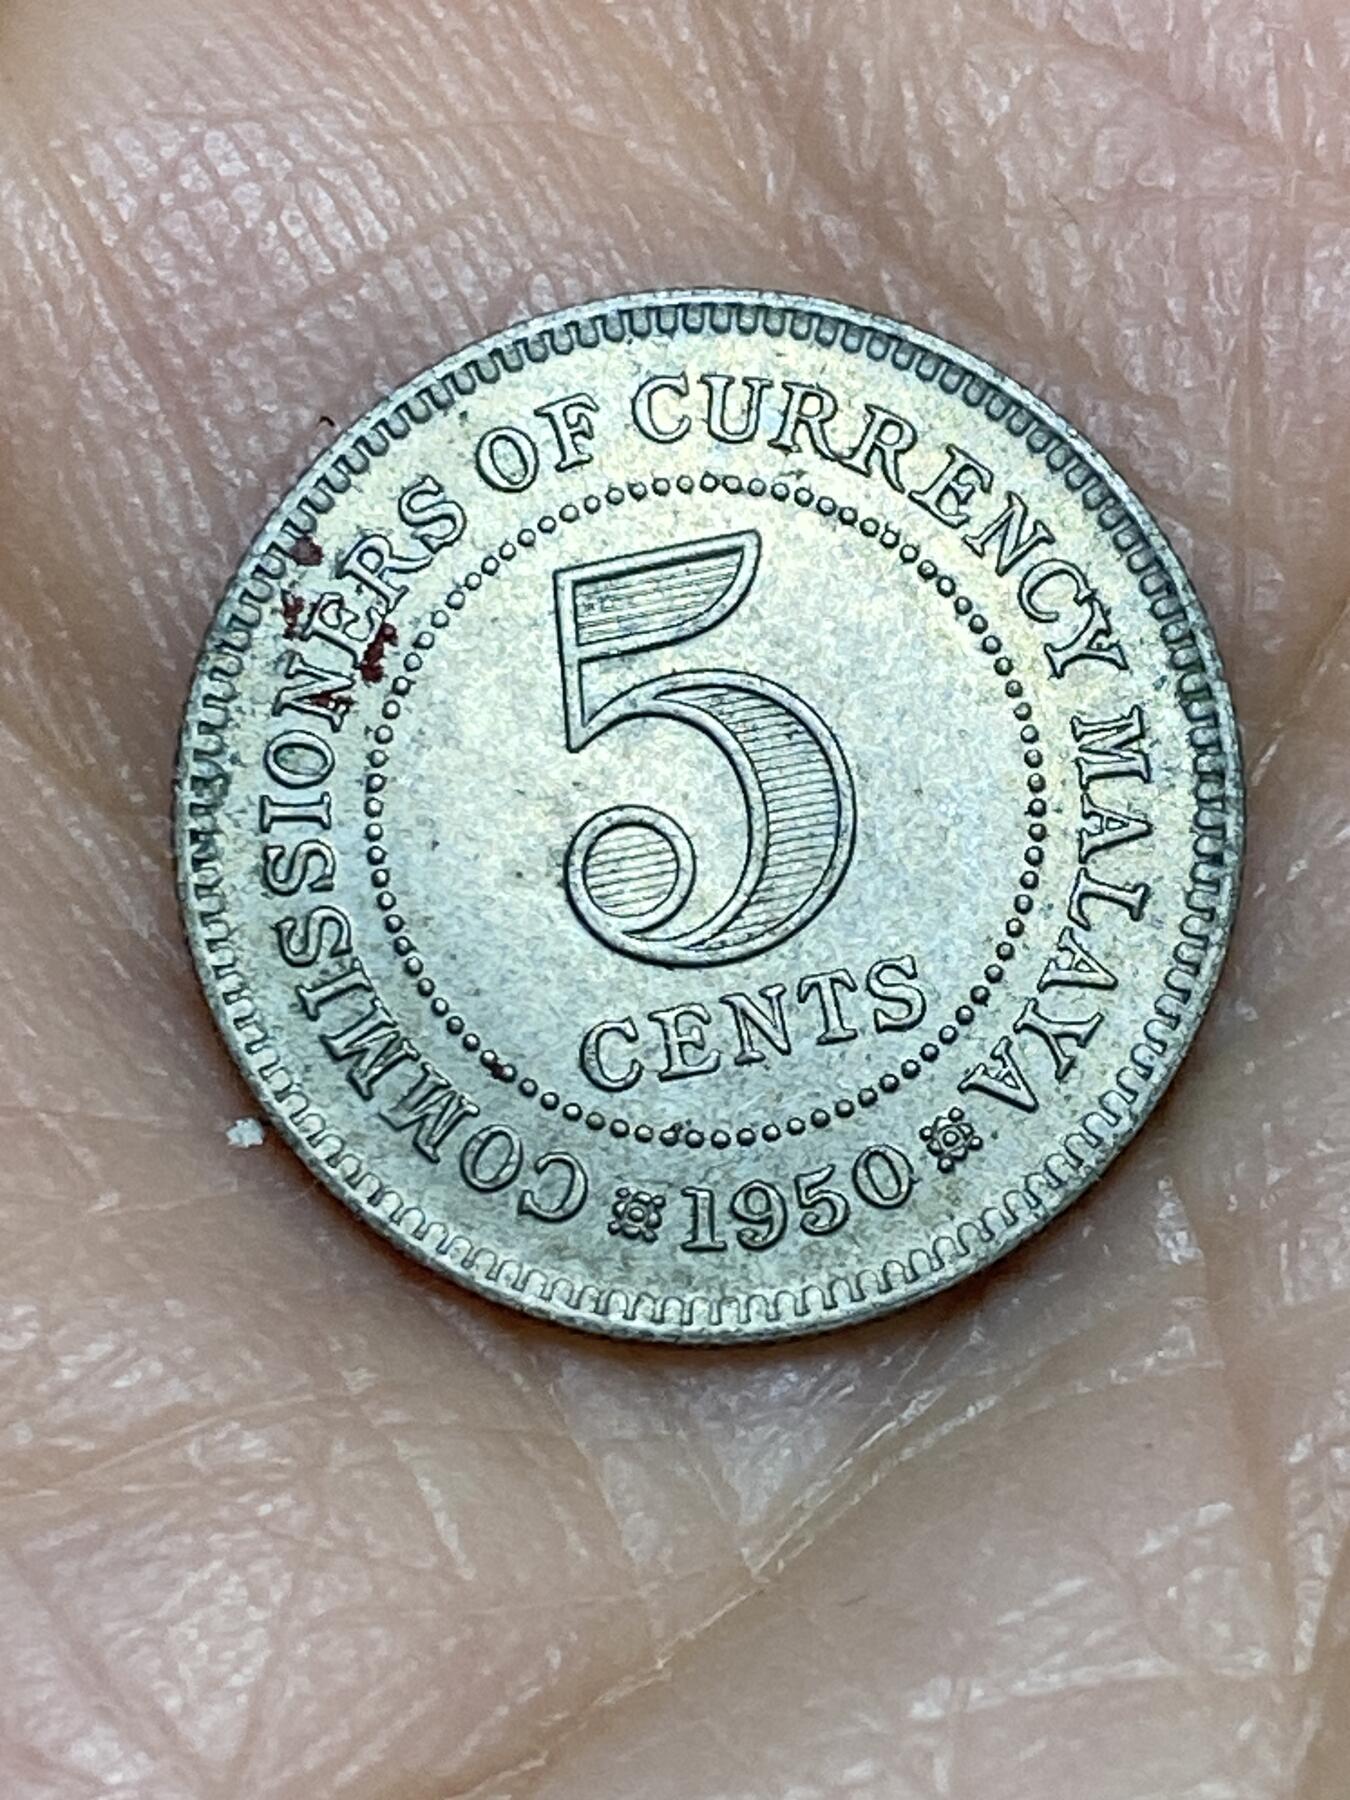 COMMISSIONERS OF CURRENCY MALAYA
5
CENTS
1950